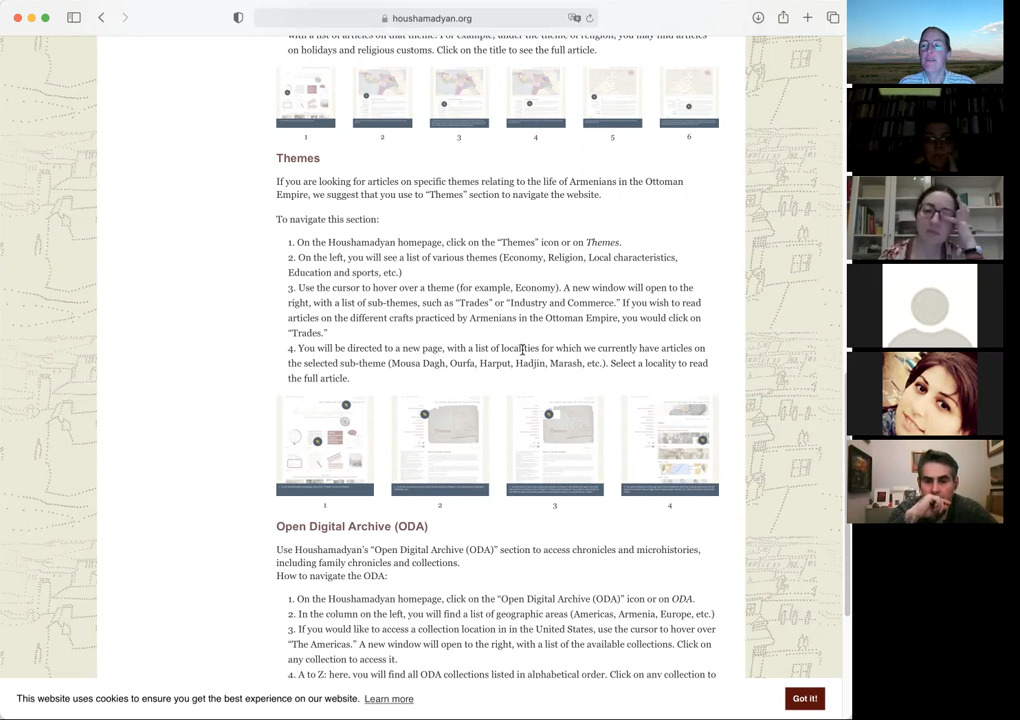 houshamadyan.org
on holidays and religious customs. Click on the title to see the full article.
1 2 3 4 5 6
Themes
If you are looking for articles on specific themes relating to the life of Armenians in the Ottoman
Empire, we suggest that you use to “Themes” section to navigate the website.
To navigate this section:
1. On the Houshamadyan homepage, click on the “Themes” icon or on Themes.
2. On the left, you will see a list of various themes (Economy, Religion, Local characteristics,
Education and sports, etc.)
3. Use the cursor to hover over a theme (for example, Economy). A new window will open to the
right, with a list of sub-themes, such as “Trades” or “Industry and Commerce.” If you wish to read
articles on the different crafts practiced by Armenians in the Ottoman Empire, you would click on
“Trades.”
4. You will be directed to a new page, with a list of localities for which we currently have articles on
the selected sub-theme (Mousa Dagh, Ourfa, Harput, Hadjin, Marash, etc.). Select a locality to read
the full article.
1 2 3 4
Open Digital Archive (ODA)
Use Houshamadyan’s “Open Digital Archive (ODA)” section to access chronicles and microhistories,
including family chronicles and collections.
How to navigate the ODA:
1. On the Houshamadyan homepage, click on the “Open Digital Archive (ODA)” icon or on ODA.
2. In the column on the left, you will find a list of geographic areas (Americas, Armenia, Europe, etc.)
3. If you would like to access a collection location in in the United States, use the cursor to hover over
“The Americas.” A new window will open to the right, with a list of the available collections. Click on
any collection to access it.
4. A to Z: here, you will find all ODA collections listed in alphabetical order. Click on any collection to
This website uses cookies to ensure you get the best experience on our website. Learn more
Got it!